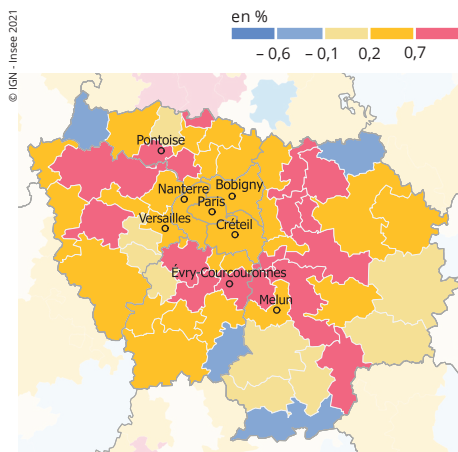 en %
– 0,6 – 0,1 0,2 0,7
© IGN - Insee 2021
Pontoise
Nanterre Bobigny
Paris
Versailles
Créteil
Évry-Courcouronnes
Melun